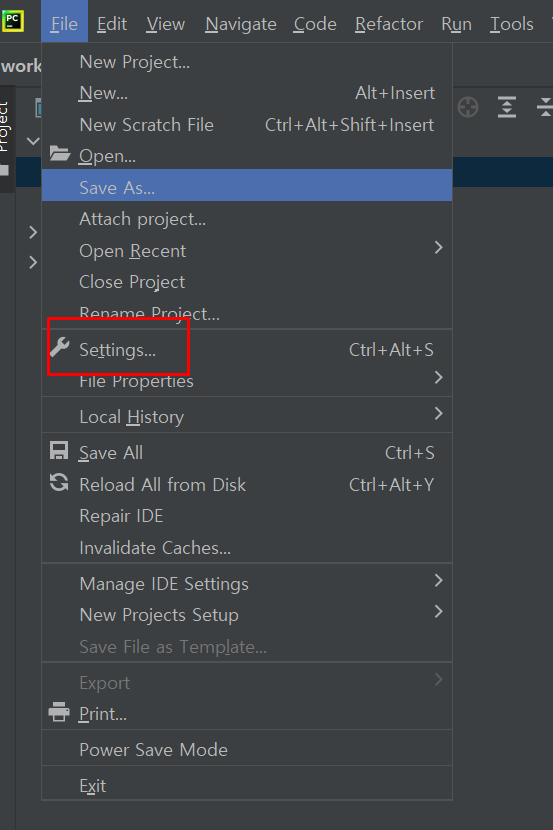 PC File Edit View Navigate Code Refactor Run Tools
work
Project
New Project...
New... Alt+Insert
New Scratch File Ctrl+Alt+Shift+Insert
Open...
Save As...
Attach project...
Open Recent
Close Project
Rename Project...
Settings... Ctrl+Alt+S
File Properties
Local History
Save All Ctrl+S
Reload All from Disk Ctrl+Alt+Y
Repair IDE
Invalidate Caches...
Manage IDE Settings
New Projects Setup
Save File as Template...
Export
Print...
Power Save Mode
Exit